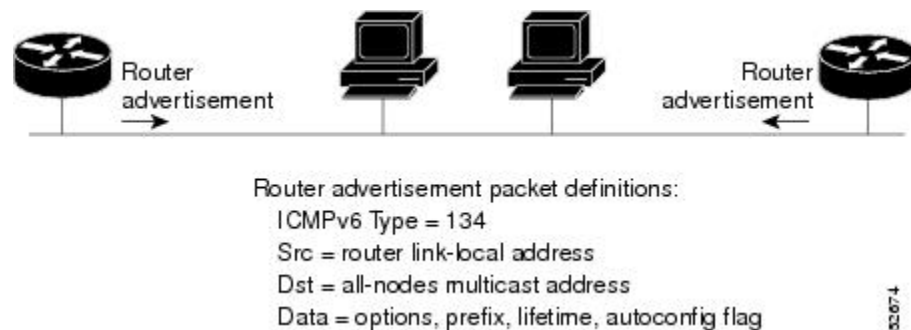 Router
advertisement
Router
advertisement
Router advertisement packet definitions:
ICMPv6 Type = 134
Src = router link-local address
Dst = all-nodes multicast address
Data = options, prefix, lifetime, autoconfig flag
52674